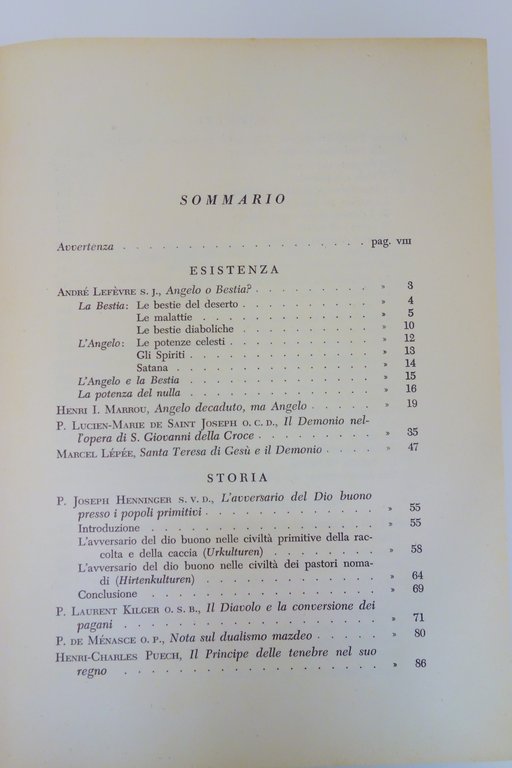 SOMMARIO
Avvertenza . . . . . . . . . . . . . . . . . . . pag. VIII
ESISTENZA
ANDRÉ LEFÈVRE S. J., Angelo o Bestia? . . . . . . . . . » 3
La Bestia: Le bestie del deserto . . . . . . . . . . » 4
Le malattie . . . . . . . . . . . . . » 5
Le bestie diaboliche . . . . . . . . . . » 10
L'Angelo: Le potenze celesti . . . . . . . . . . . » 12
Gli Spiriti . . . . . . . . . . . . . » 13
Satana . . . . . . . . . . . . . . » 14
L'Angelo e la Bestia . . . . . . . . . . . . . » 15
La potenza del nulla . . . . . . . . . . . . . » 16
HENRI I. MARROU, Angelo decaduto, ma Angelo . . . . . » 19
P. LUCIEN-MARIE DE SAINT JOSEPH O. C. D., Il Demonio nel-
l'opera di S. Giovanni della Croce . . . . . . . . . » 35
MARCEL LÉPÉE, Santa Teresa di Gesù e il Demonio . . . . » 47
STORIA
P. JOSEPH HENNINGER S. V. D., L'avversario del Dio buono
presso i popoli primitivi . . . . . . . . . . . . » 55
Introduzione . . . . . . . . . . . . . . . » 55
L'avversario del dio buono nelle civiltà primitive della rac-
colta e della caccia (Urkulturen) . . . . . . . . » 58
L'avversario del dio buono nelle civiltà dei pastori noma-
di (Hirtenkulturen) . . . . . . . . . . . . » 64
Conclusione . . . . . . . . . . . . . . . » 69
P. LAURENT KILGER O. S. B., Il Diavolo e la conversione dei
pagani . . . . . . . . . . . . . . . . . . » 71
P. DE MÉNASCE O. P., Nota sul dualismo mazdeo . . . . . » 80
HENRI-CHARLES PUECH, Il Principe delle tenebre nel suo
regno . . . . . . . . . . . . . . . . . . » 86